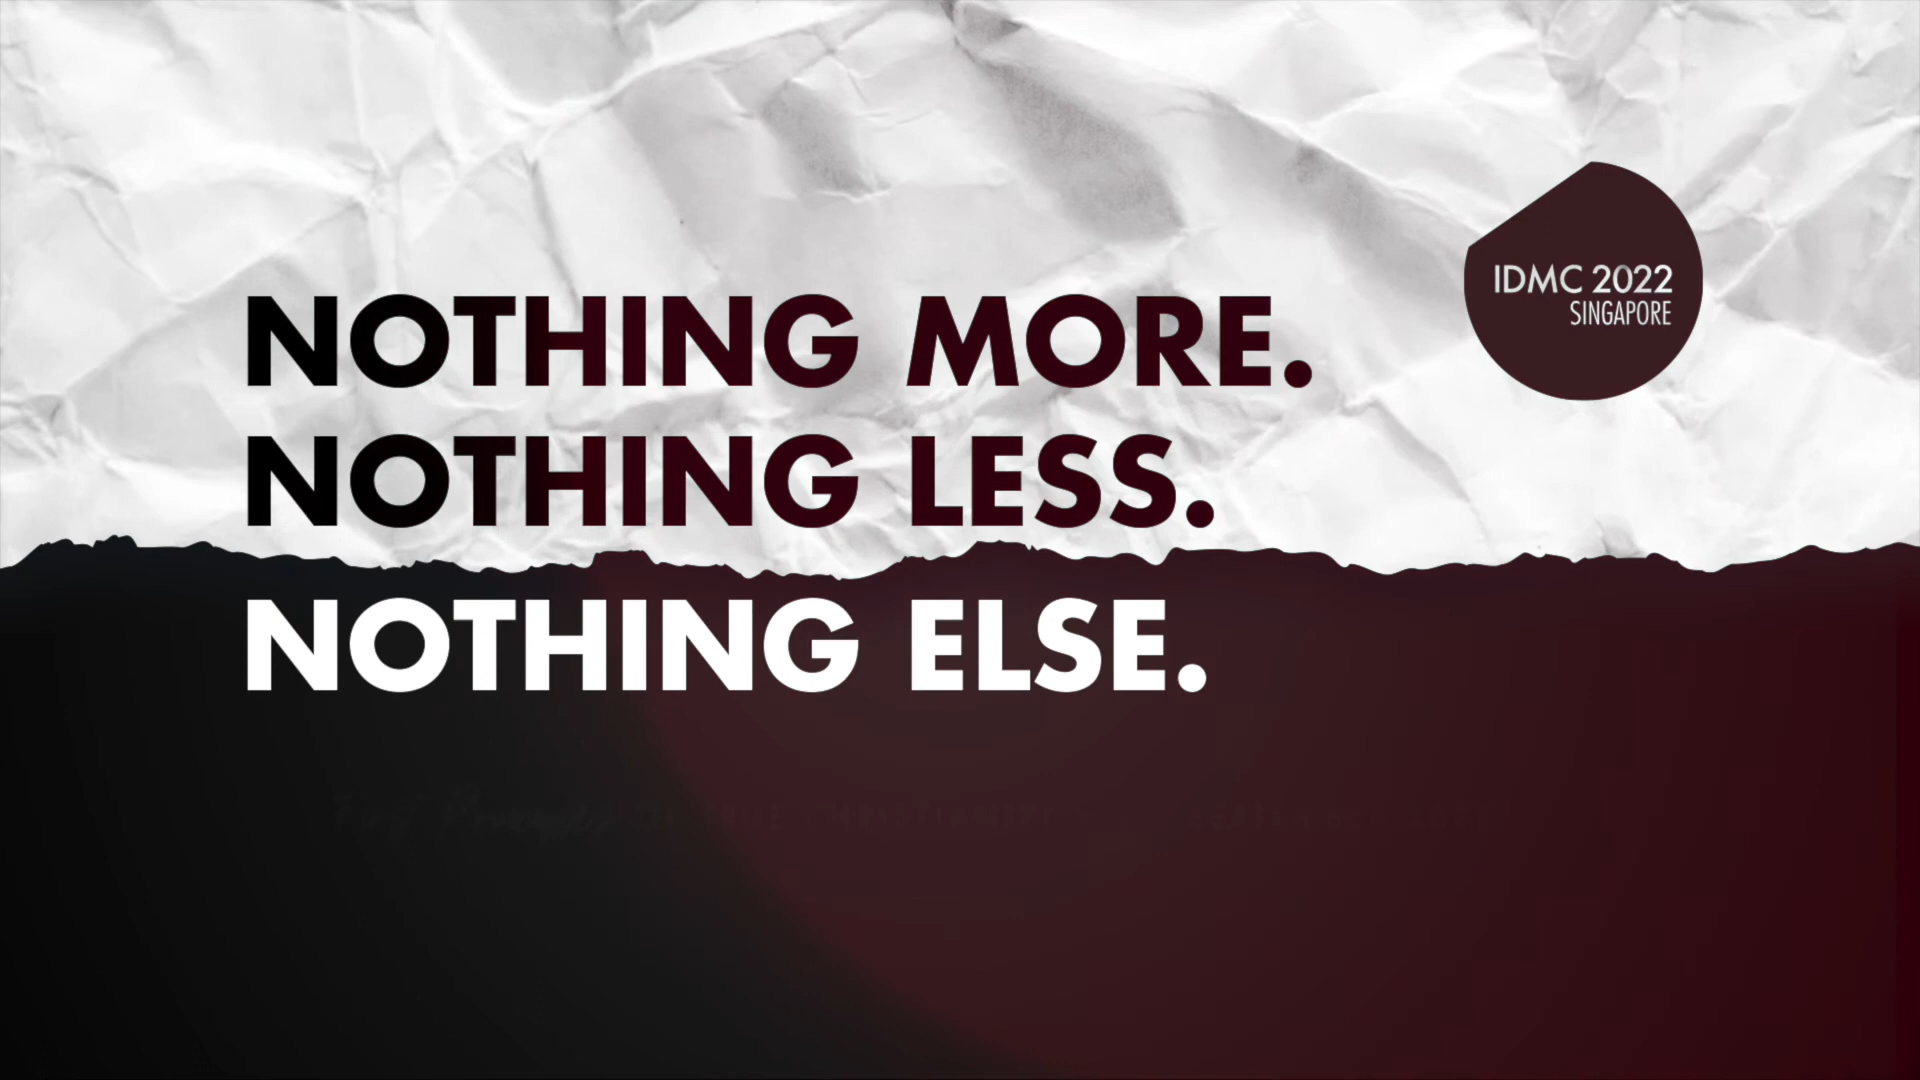 IDMC 2022
SINGAPORE
NOTHING MORE.
NOTHING LESS.
NOTHING ELSE.